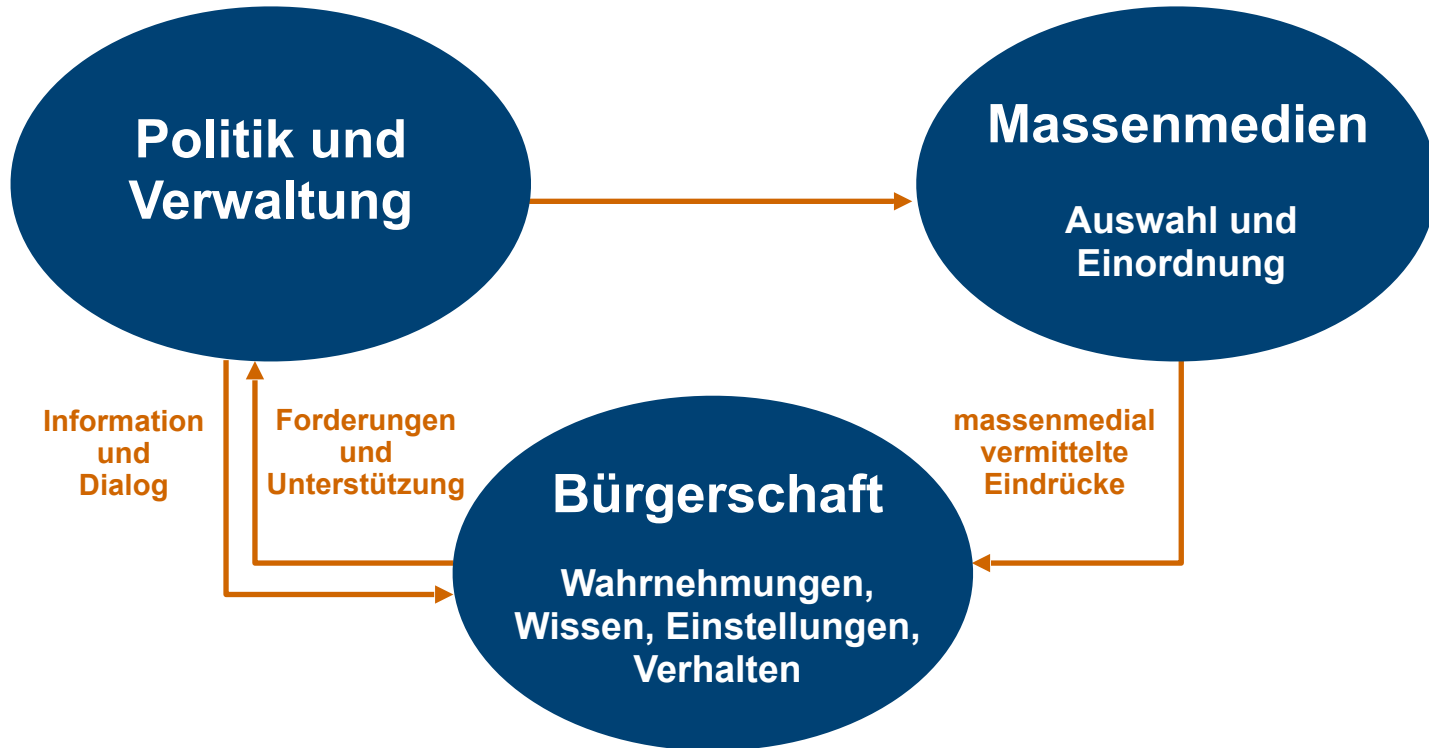 Politik und
Verwaltung
Massenmedien
Auswahl und
Einordnung
Information
und
Dialog
Forderungen
und
Unterstützung
massenmedial
vermittelte
Eindrücke
Bürgerschaft
Wahrnehmungen,
Wissen, Einstellungen,
Verhalten